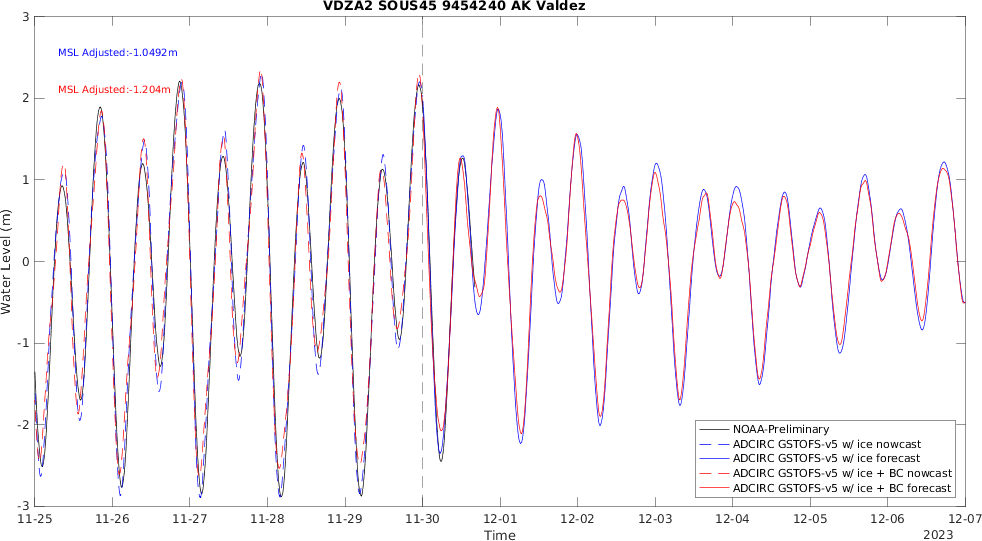 VDZA2 SOUS45 9454240 AK Valdez
MSL Adjusted:-1.0492m
MSL Adjusted:-1.204m
Water Level (m)
3
2
1
0
-1
-2
-3
NOAA-Preliminary
ADCIRC GSTOFS-v5 w/ ice nowcast
ADCIRC GSTOFS-v5 w/ ice forecast
ADCIRC GSTOFS-v5 w/ ice + BC nowcast
ADCIRC GSTOFS-v5 w/ ice + BC forecast
11-25 11-26 11-27 11-28 11-29 11-30 12-01 12-02 12-03 12-04 12-05 12-06 12-07
Time
2023